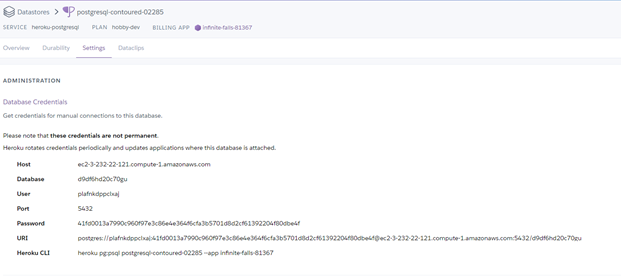 Datastores > postgresql-contoured-02285
SERVICE heroku-postgresql PLAN hobby-dev BILLING APP infinite-falls-81367
Overview Durability Settings Dataclips
ADMINISTRATION
Database Credentials
Get credentials for manual connections to this database.
Please note that these credentials are not permanent.
Heroku rotates credentials periodically and updates applications where this database is attached.
Host ec2-3-232-22-121.compute-1.amazonaws.com
Database d9df6hd20c70gu
User plafnkdppclxaj
Port 5432
Password 41fd0013a7990c960f97e3c86e4e364f6cfa3b5701d8d2cf61392204f80dbe4f
URI postgres://plafnkdppclxaj:41fd0013a7990c960f97e3c86e4e364f6cfa3b5701d8d2cf61392204f80dbe4f@ec2-3-232-22-121.compute-1.amazonaws.com:5432/d9df6hd20c70gu
Heroku CLI heroku pg:psql postgresql-contoured-02285 --app infinite-falls-81367